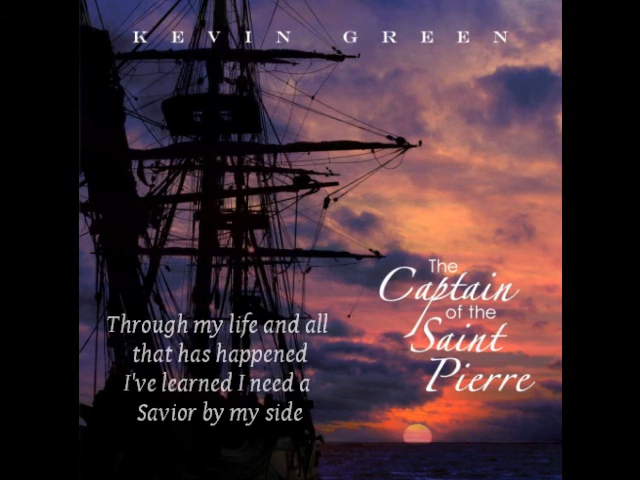 KEVIN GREEN
The
Captain
of the
Saint
Pierre
Through my life and all
that has happened
I've learned I need a
Savior by my side